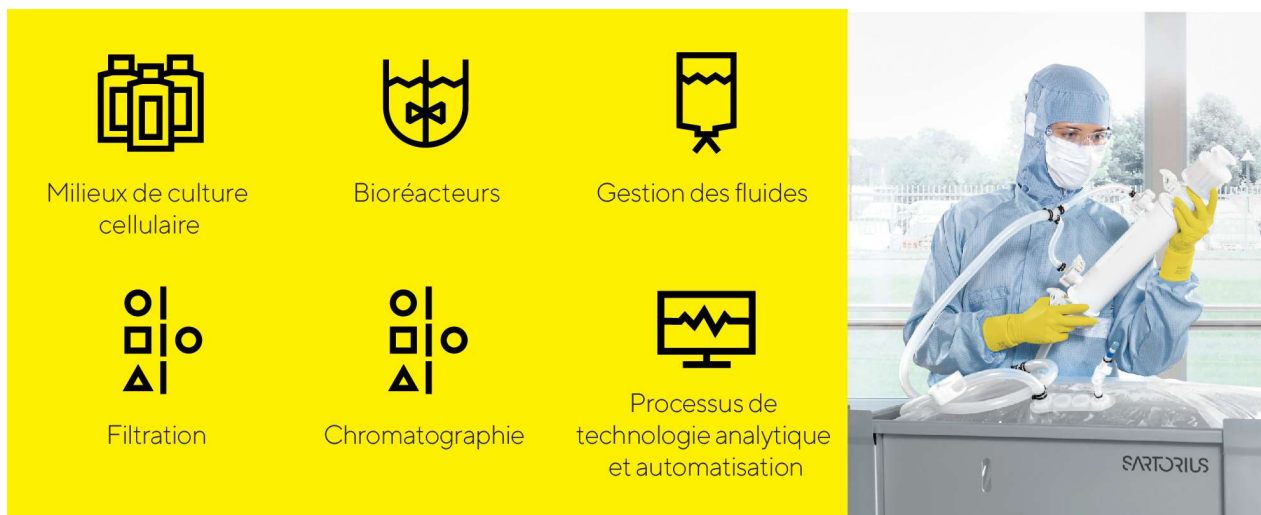 Milieux de culture
cellulaire
Bioréacteurs
Gestion des fluides
Filtration
Chromatographie
Processus de
technologie analytique
et automatisation
SARTORIUS